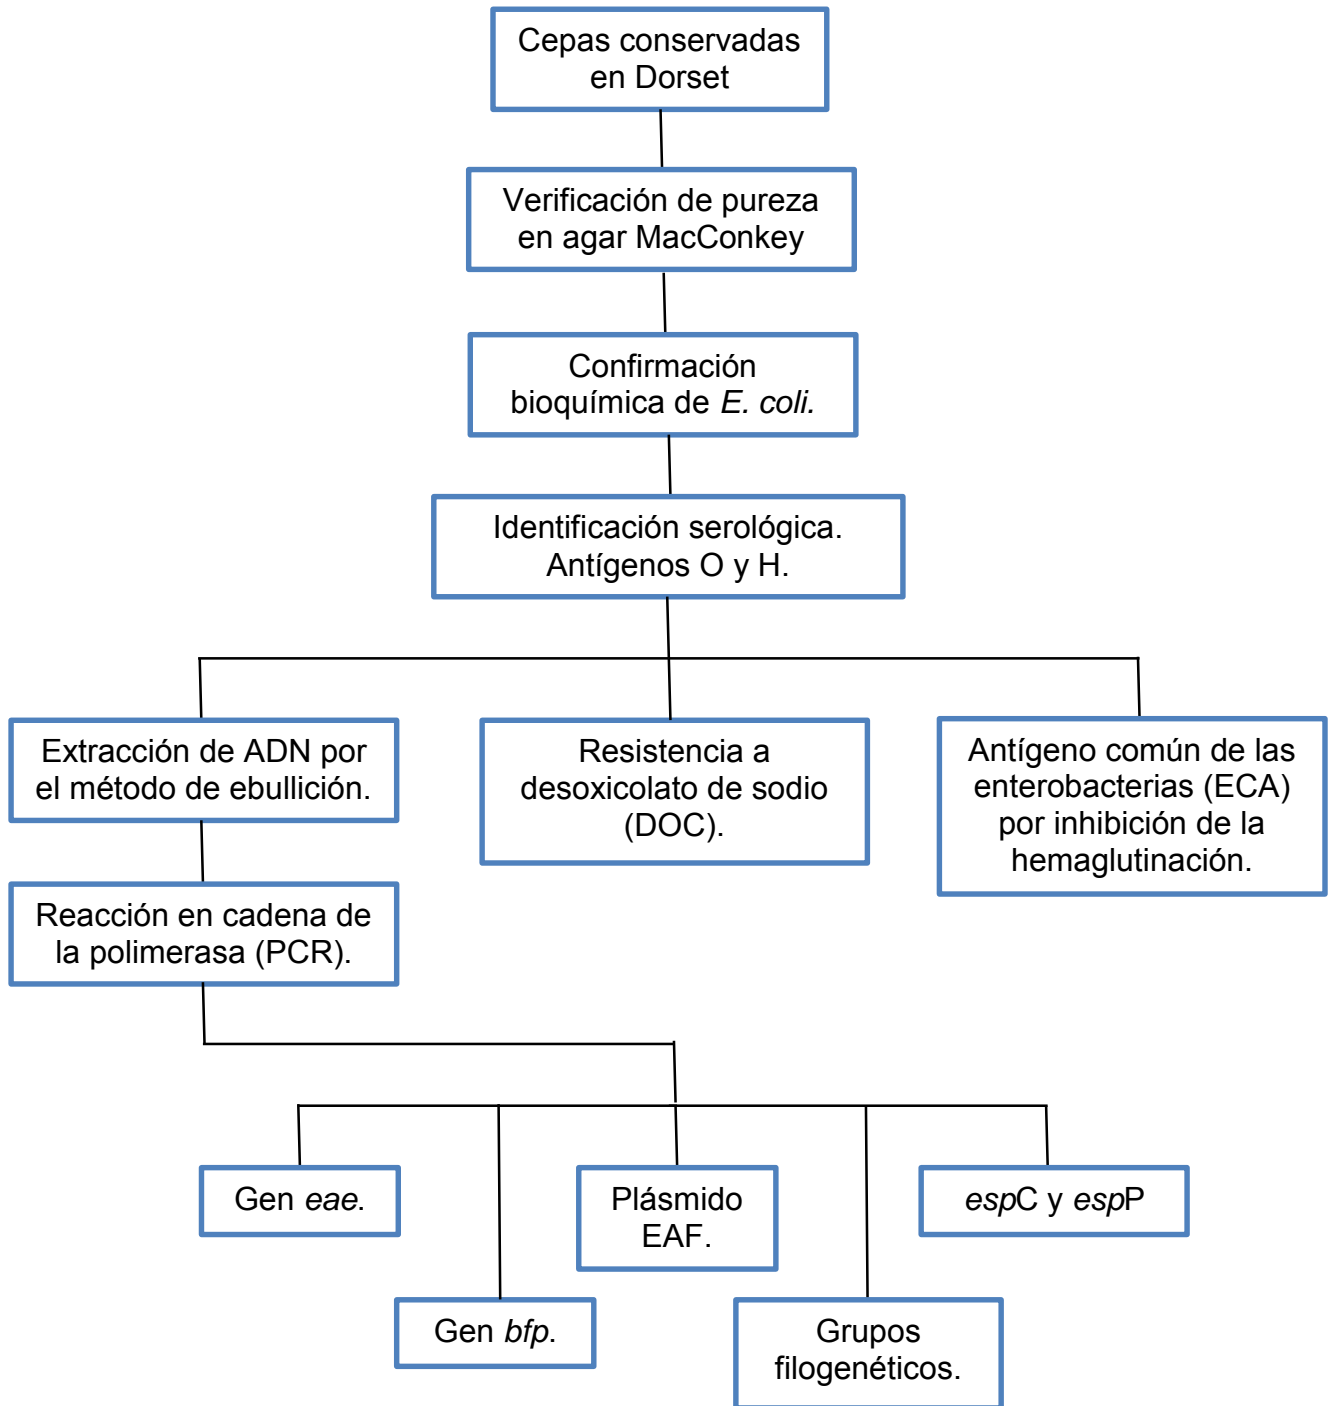 Cepas conservadas
en Dorset
Verificación de pureza
en agar MacConkey
Confirmación
bioquímica de E. coli.
Identificación serológica.
Antígenos O y H.
Extracción de ADN por
el método de ebullición.
Resistencia a
desoxicolato de sodio
(DOC).
Antígeno común de las
enterobacterias (ECA)
por inhibición de la
hemaglutinación.
Reacción en cadena de
la polimerasa (PCR).
Gen eae.
Gen bfp.
Plásmido
EAF.
Grupos
filogenéticos.
espC y espP